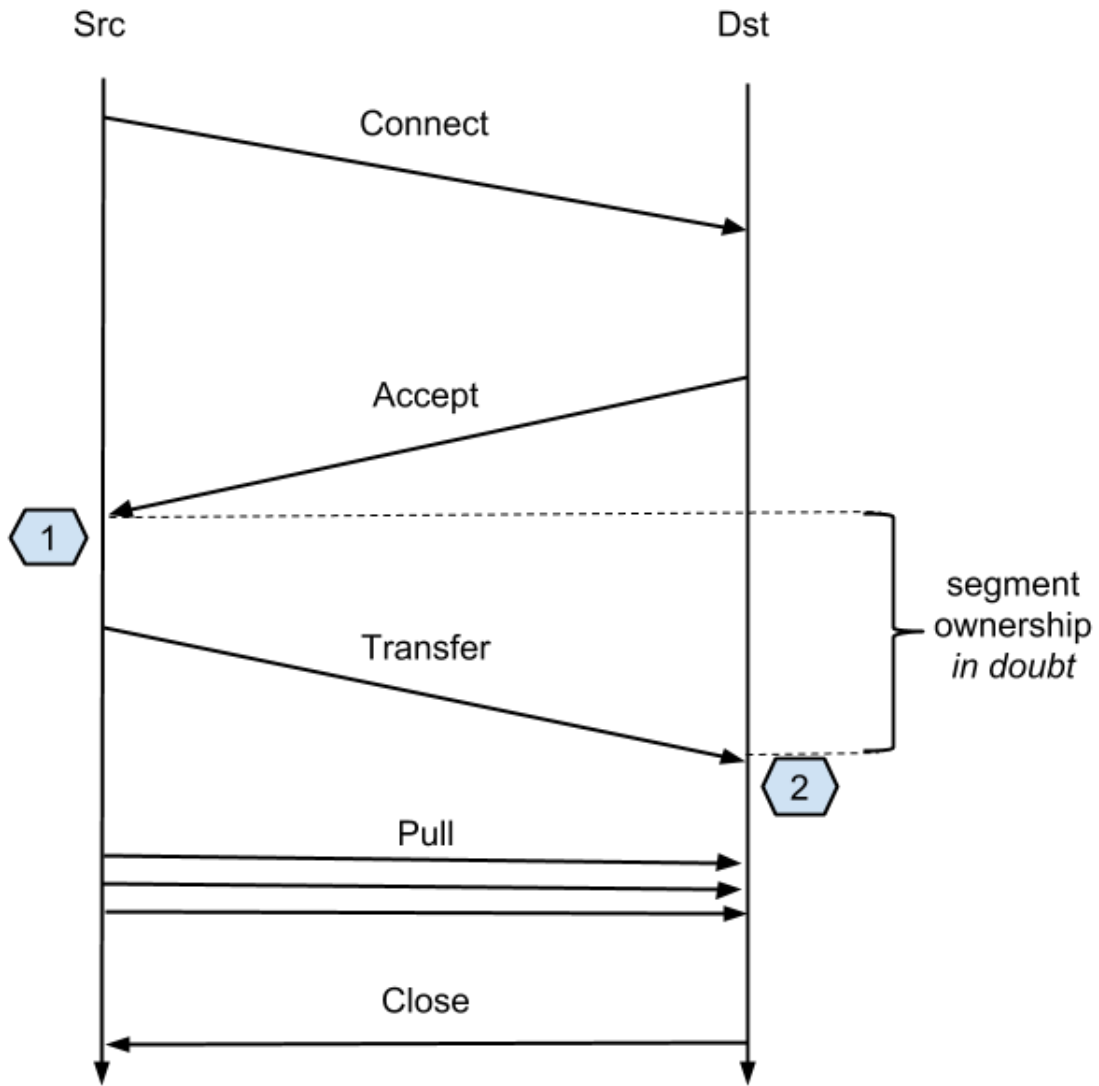 Src
Dst
Connect
Accept
1
segment
ownership
in doubt
Transfer
2
Pull
Close